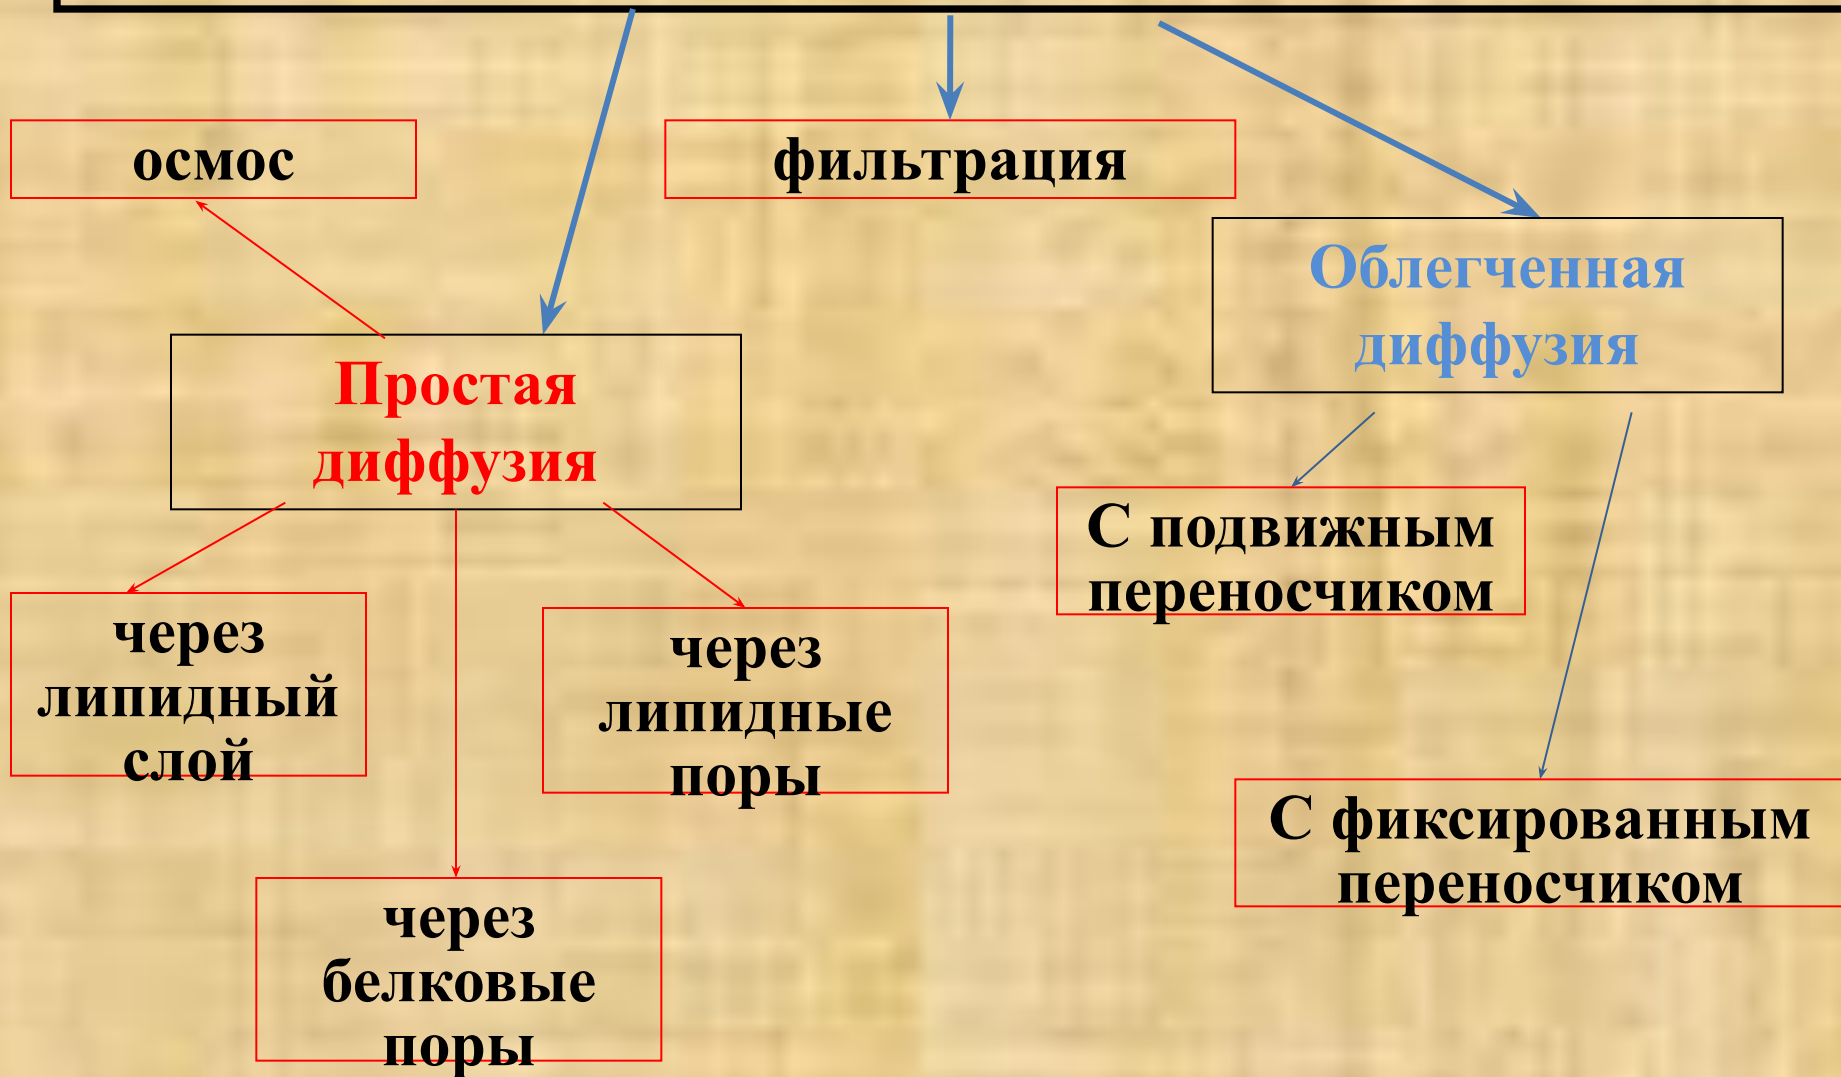 осмос
фильтрация
Облегченная
диффузия
Простая
диффузия
С подвижным
переносчиком
через
липидный
слой
через
липидные
поры
С фиксированным
переносчиком
через
белковые
поры